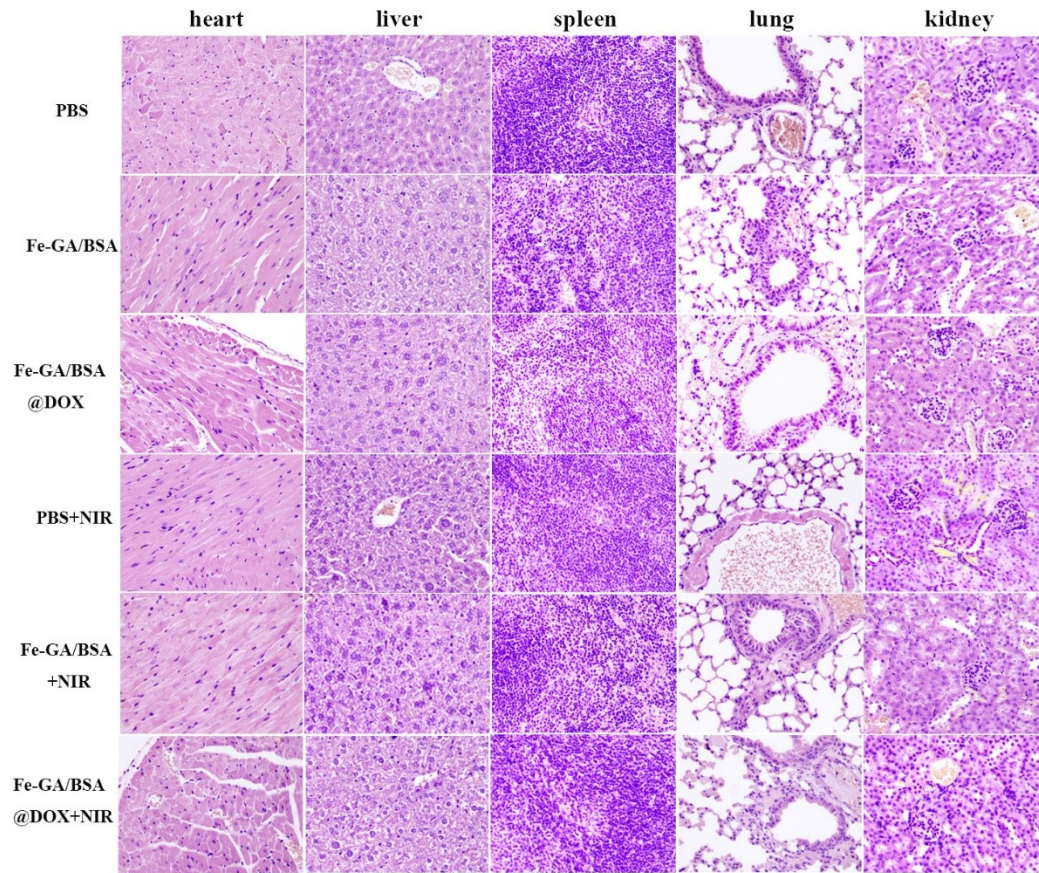 heart liver spleen lung kidney
PBS
Fe-GA/BSA
Fe-GA/BSA
@DOX
PBS+NIR
Fe-GA/BSA
+NIR
Fe-GA/BSA
@DOX+NIR